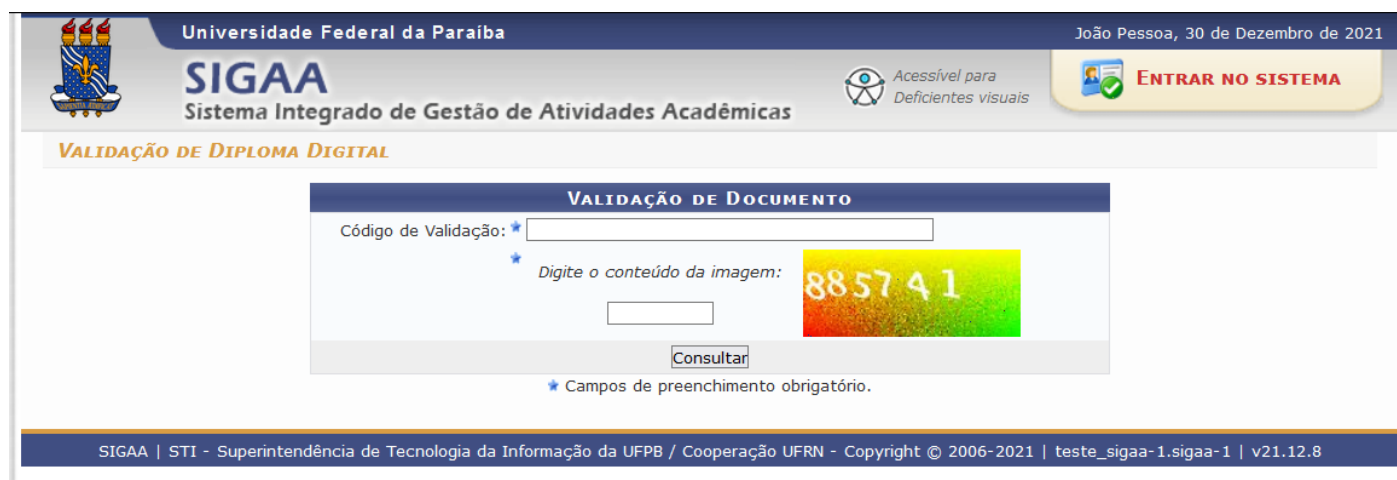 Universidade Federal da Paraíba
João Pessoa, 30 de Dezembro de 2021
SIGAA
Sistema Integrado de Gestão de Atividades Acadêmicas
Acessível para
Deficientes visuais
ENTRAR NO SISTEMA
VALIDAÇÃO DE DIPLOMA DIGITAL
VALIDAÇÃO DE DOCUMENTO
Código de Validação:
Digite o conteúdo da imagem:
885741
Consultar
Campos de preenchimento obrigatório.
SIGAA | STI - Superintendência de Tecnologia da Informação da UFPB / Cooperação UFRN - Copyright © 2006-2021 | teste_sigaa-1.sigaa-1 | v21.12.8